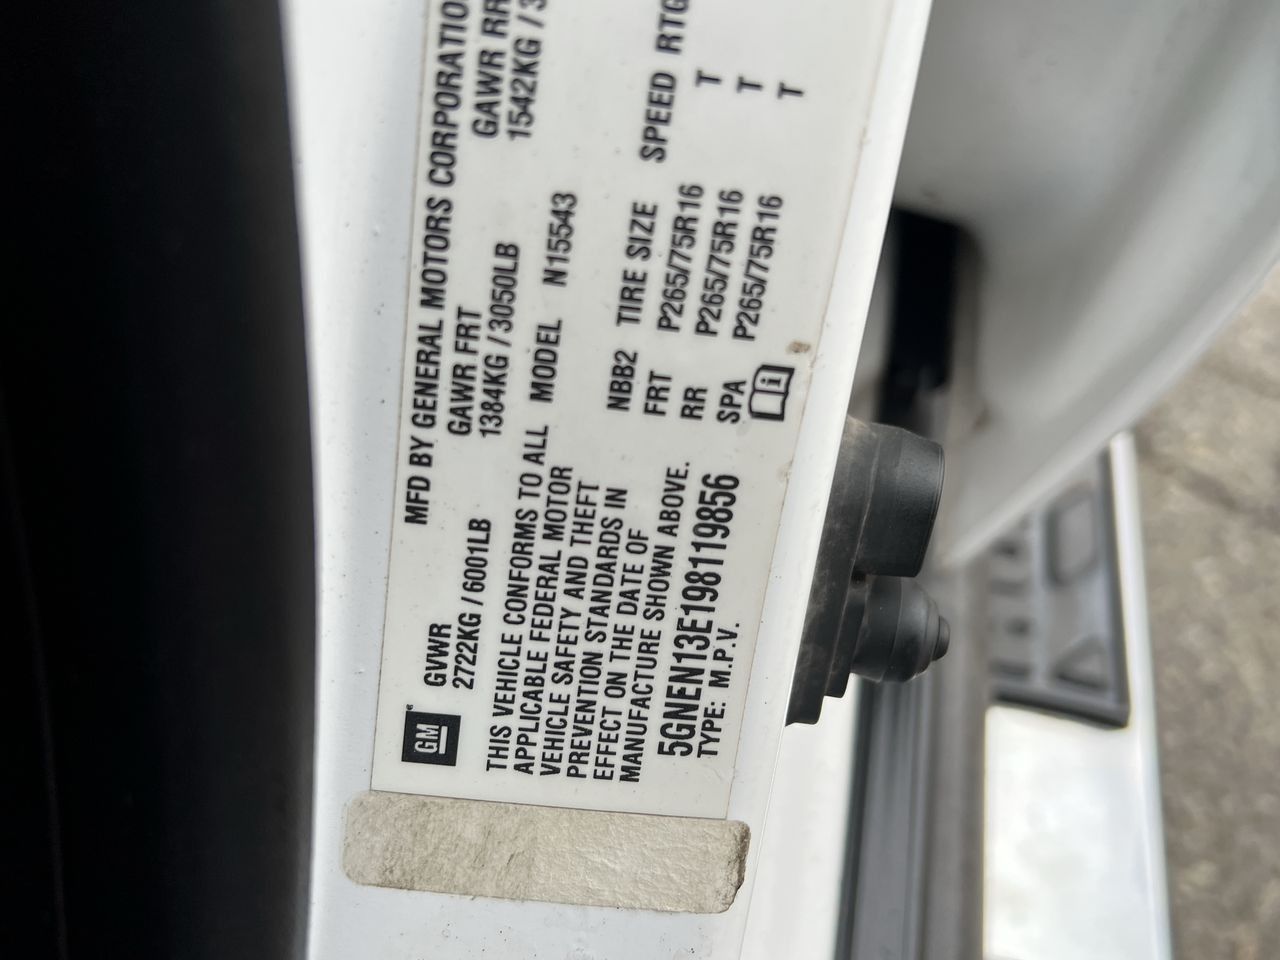 GM
MFD BY GENERAL MOTORS CORPORATION
GVWR GAWR FRT GAWR RR
2722KG / 6001LB 1384KG / 3050LB 1542KG /
THIS VEHICLE CONFORMS TO ALL
APPLICABLE FEDERAL MOTOR
VEHICLE SAFETY AND THEFT
PREVENTION STANDARDS IN
EFFECT ON THE DATE OF
MANUFACTURE SHOWN ABOVE.
5GNEN13E198119856
TYPE: M.P.V.
MODEL N15543
NBB2 TIRE SIZE SPEED RTG
FRT P265/75R16 T
RR P265/75R16 T
SPA P265/75R16 T